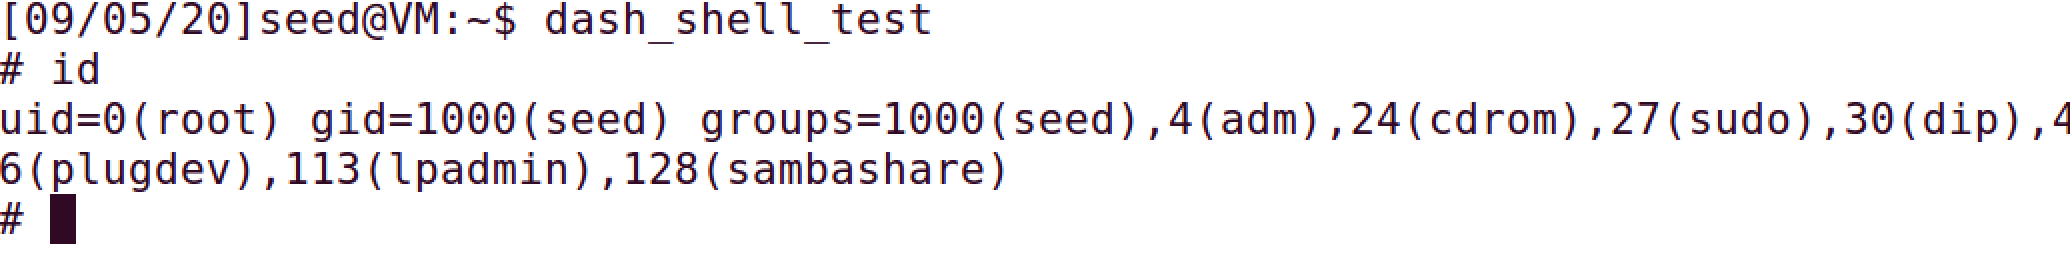 [09/05/20]seed@VM:~$ dash_shell_test
# id
uid=0(root) gid=1000(seed) groups=1000(seed),4(adm),24(cdrom),27(sudo),30(dip),4
6(plugdev),113(lpadmin),128(sambashare)
#